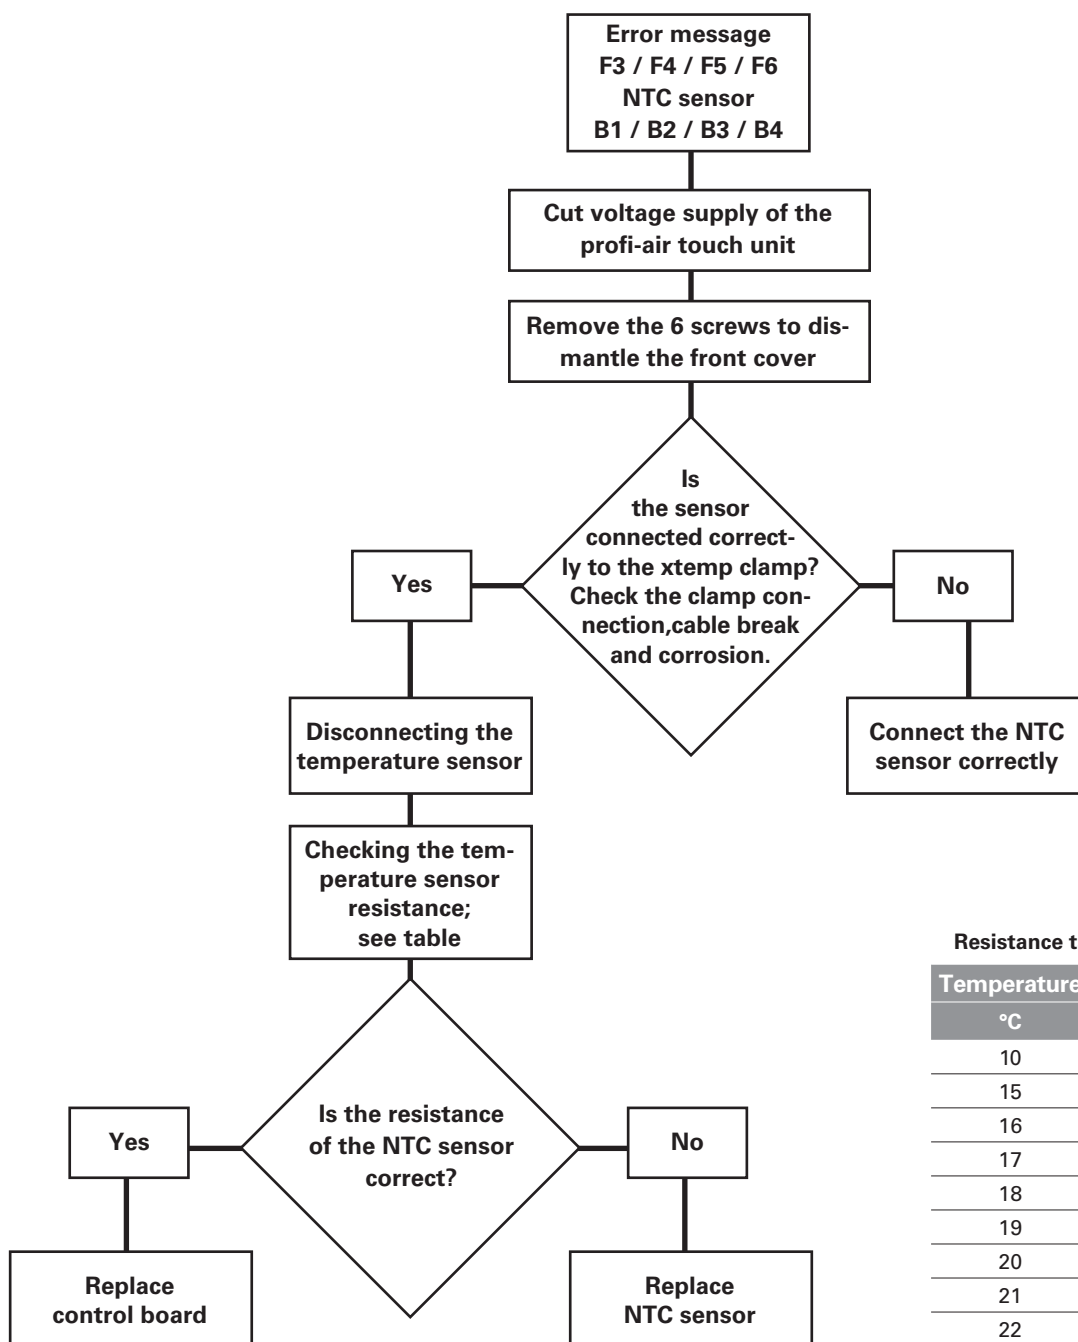 Error message
F3 / F4 / F5 / F6
NTC sensor
B1 / B2 / B3 / B4
Cut voltage supply of the
profi-air touch unit
Remove the 6 screws to dis-
mantle the front cover
Is
the sensor
connected correct-
ly to the xtemp clamp?
Check the clamp con-
nection,cable break
and corrosion.
Yes
No
Disconnecting the
temperature sensor
Connect the NTC
sensor correctly
Checking the tem-
perature sensor
resistance;
see table
Is the resistance
of the NTC sensor
correct?
Yes
No
Replace
control board
Replace
NTC sensor
Resistance t
Temperature
°C
10
15
16
17
18
19
20
21
22